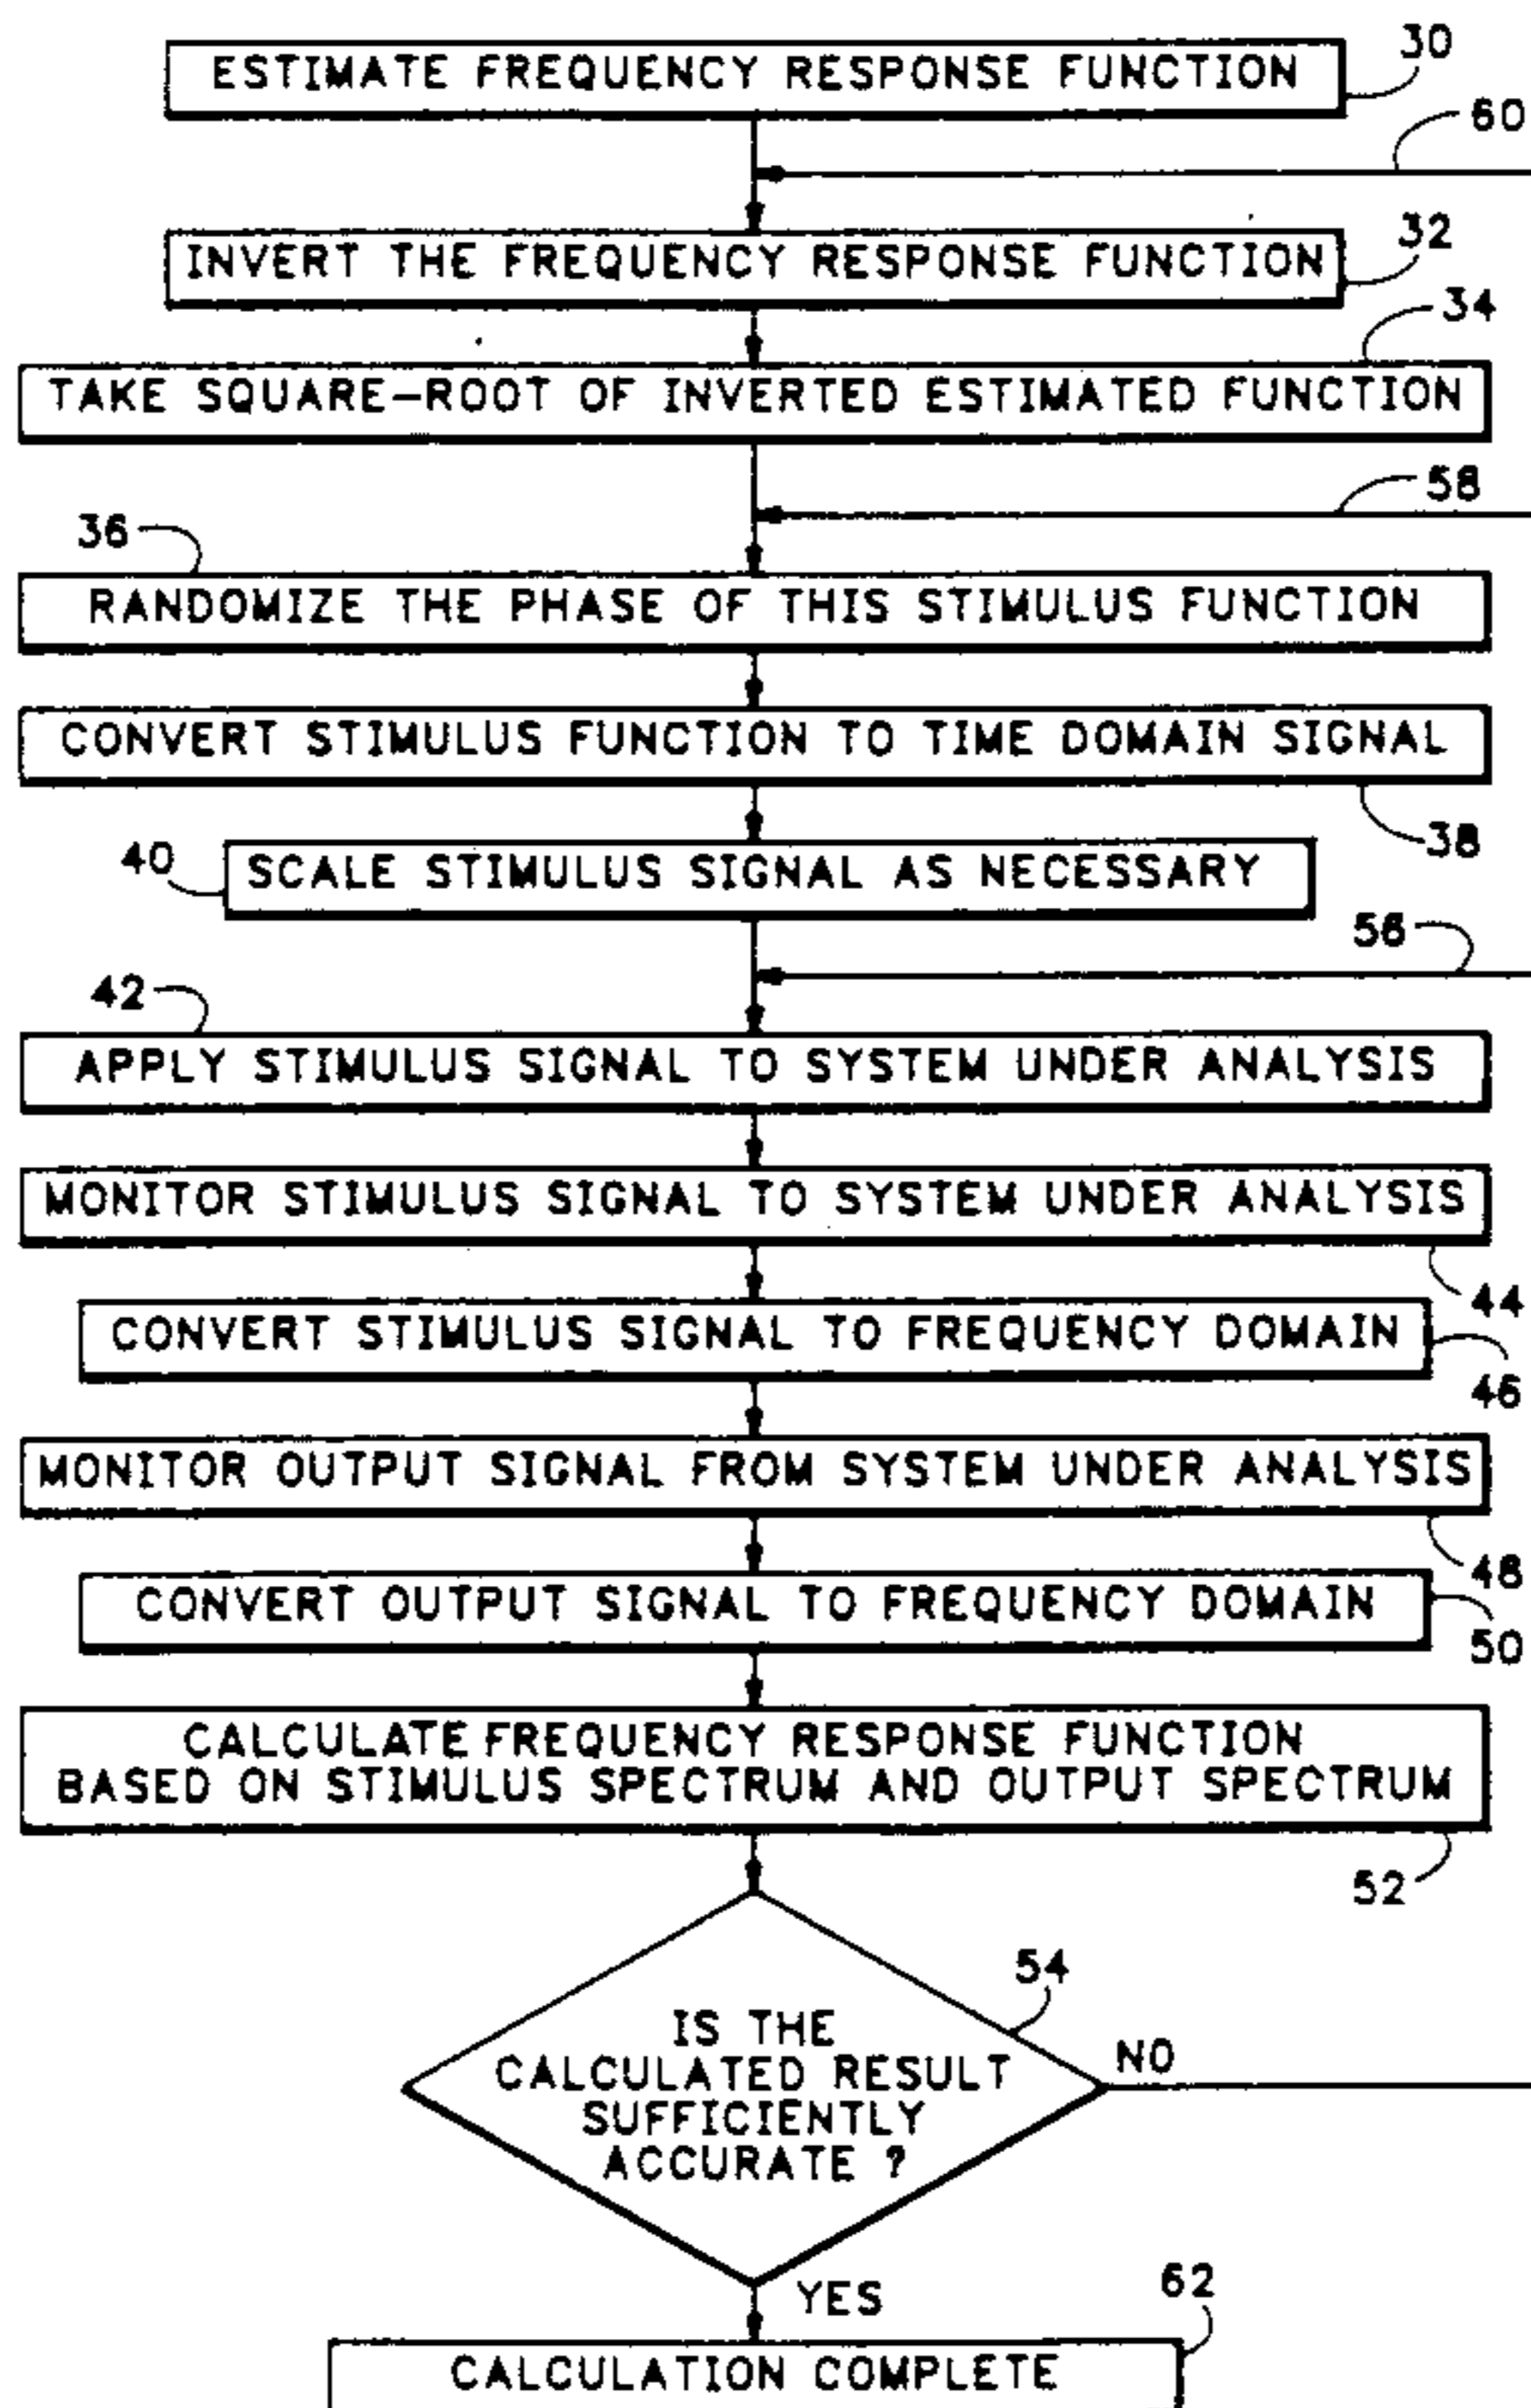 ESTIMATE FREQUENCY RESPONSE FUNCTION
30
60
INVERT THE FREQUENCY RESPONSE FUNCTION
32
34
TAKE SQUARE-ROOT OF INVERTED ESTIMATED FUNCTION
58
36
RANDOMIZE THE PHASE OF THIS STIMULUS FUNCTION
CONVERT STIMULUS FUNCTION TO TIME DOMAIN SIGNAL
38
40
SCALE STIMULUS SIGNAL AS NECESSARY
56
42
APPLY STIMULUS SIGNAL TO SYSTEM UNDER ANALYSIS
MONITOR STIMULUS SIGNAL TO SYSTEM UNDER ANALYSIS
44
CONVERT STIMULUS SIGNAL TO FREQUENCY DOMAIN
46
MONITOR OUTPUT SIGNAL FROM SYSTEM UNDER ANALYSIS
48
CONVERT OUTPUT SIGNAL TO FREQUENCY DOMAIN
50
CALCULATE FREQUENCY RESPONSE FUNCTION
BASED ON STIMULUS SPECTRUM AND OUTPUT SPECTRUM
52
54
IS THE
CALCULATED RESULT
SUFFICIENTLY
ACCURATE ?
NO
YES
62
CALCULATION COMPLETE